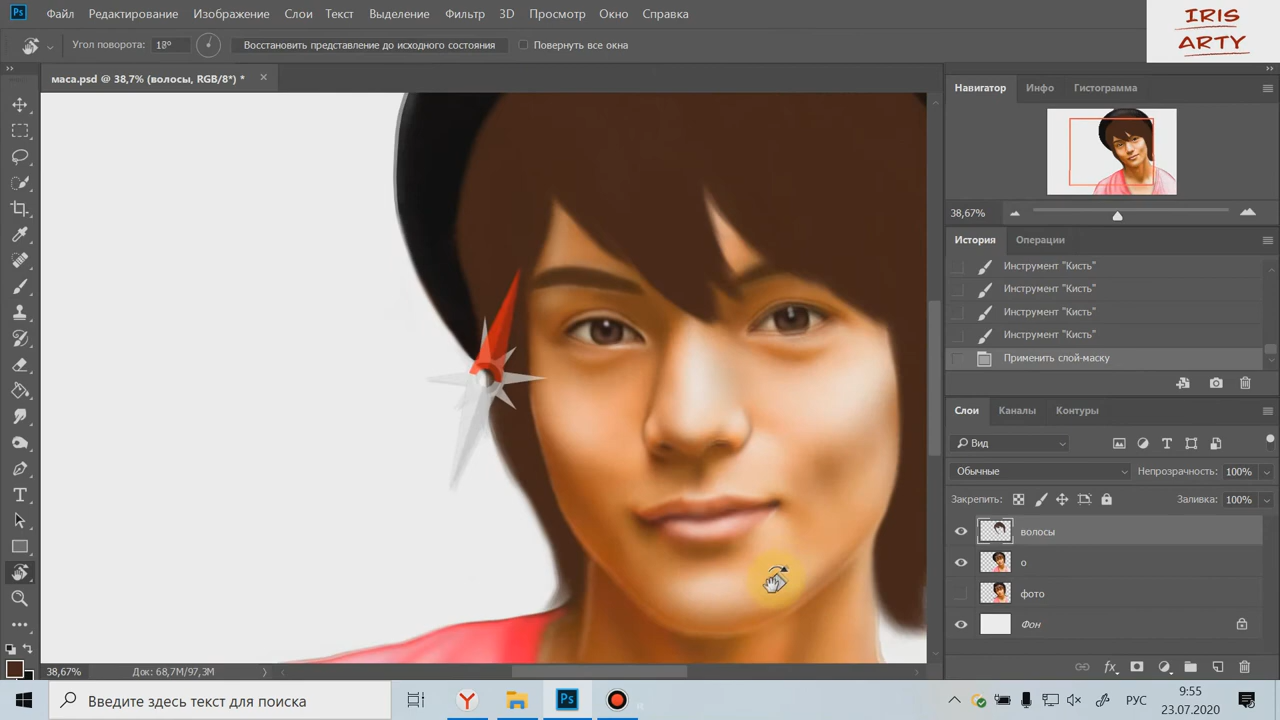 Ps Файл Редактирование Изображение Слои Текст Выделение Фильтр 3D Просмотр Окно Справка
IRIS
ARTY
Угол поворота: 18° Восстановить представление до исходного состояния Повернуть все окна
маса.psd @ 38,7% (волосы, RGB/8*) *
Навигатор Инфо Гистограмма
38,67%
История Операции
Инструмент "Кисть"
Инструмент "Кисть"
Инструмент "Кисть"
Инструмент "Кисть"
Применить слой-маску
Слои Каналы Контуры
Вид
Обычные Непрозрачность: 100%
Закрепить: Заливка: 100%
волосы
о
фото
Фон
fx
38,67% Док: 68,7M/97,3M
Введите здесь текст для поиска
Ps
РУС
9:55
23.07.2020